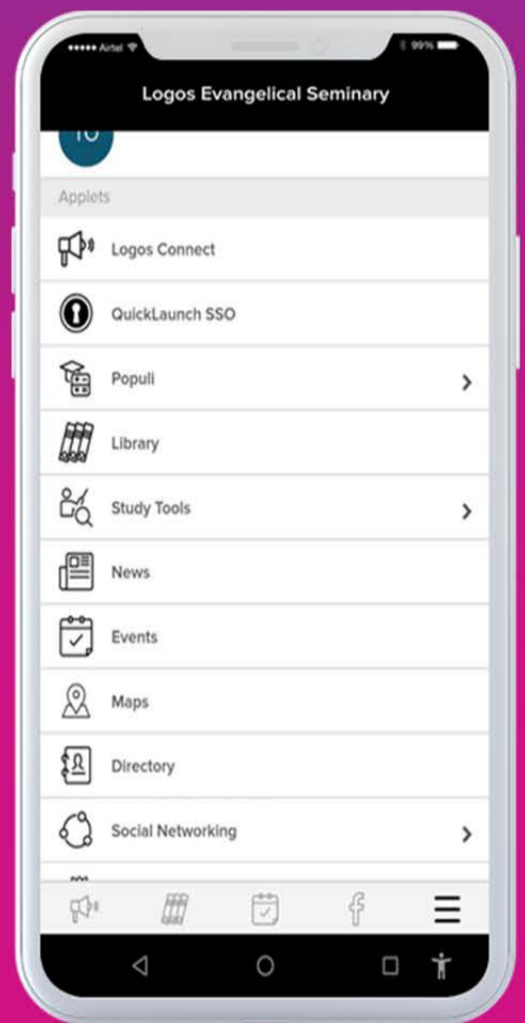 Airtel
99%
Logos Evangelical Seminary
Applets
Logos Connect
QuickLaunch SSO
Populi
Library
Study Tools
News
Events
Maps
Directory
Social Networking